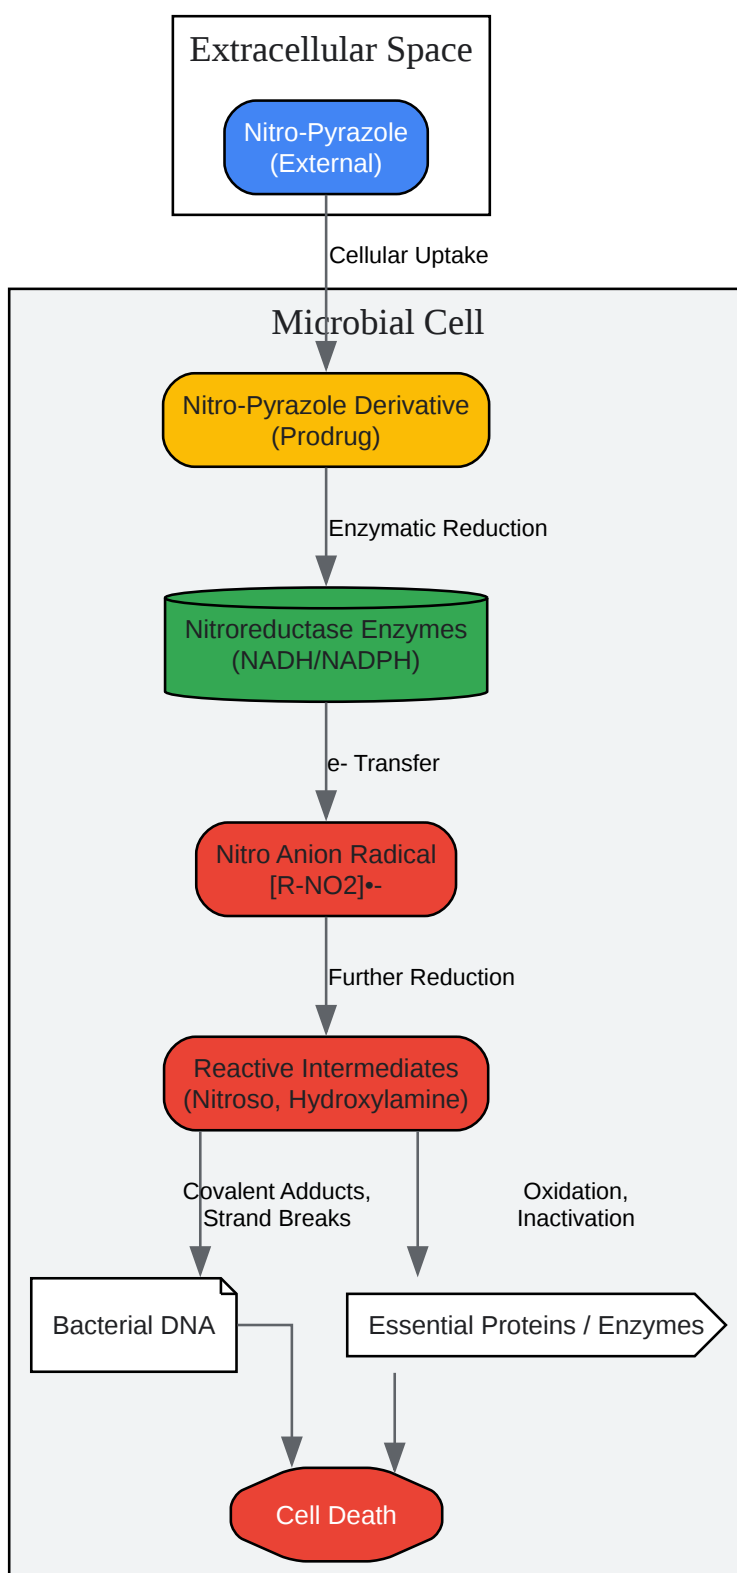 Extracellular Space
Nitro-Pyrazole
(External)
Cellular Uptake
Microbial Cell
Nitro-Pyrazole Derivative
(Prodrug)
Enzymatic Reduction
Nitroreductase Enzymes
(NADH/NADPH)
e- Transfer
Nitro Anion Radical
[R-NO2]•-
Further Reduction
Reactive Intermediates
(Nitroso, Hydroxylamine)
Covalent Adducts,
Strand Breaks
Oxidation,
Inactivation
Bacterial DNA
Essential Proteins / Enzymes
Cell Death